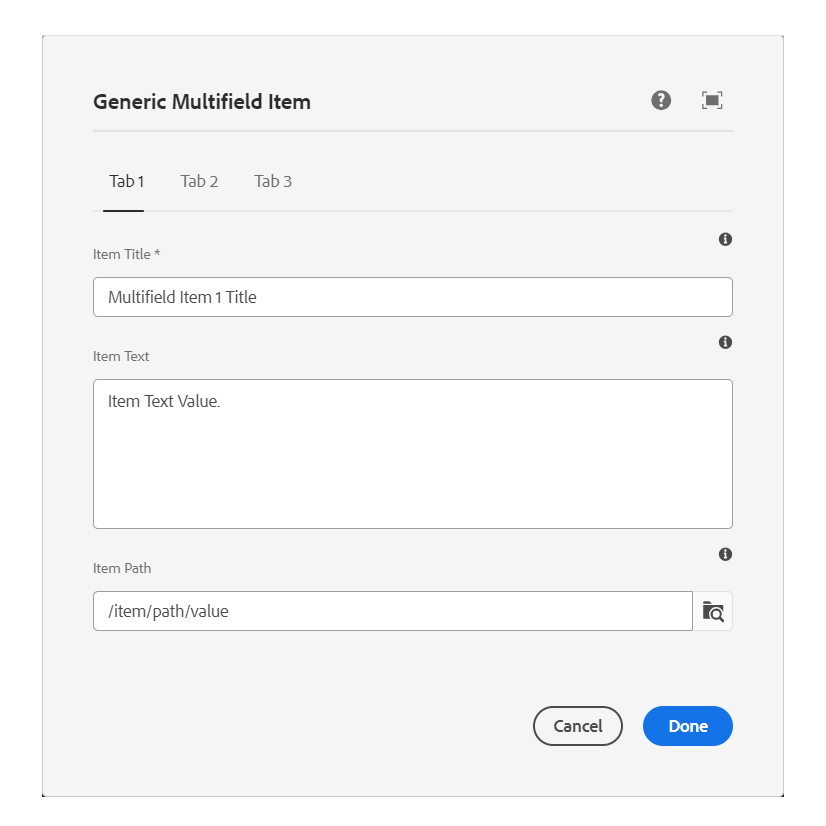 Generic Multifield Item
Tab 1 Tab 2 Tab 3
Item Title *
Multifield Item 1 Title
Item Text
Item Text Value.
Item Path
/item/path/value
Cancel Done